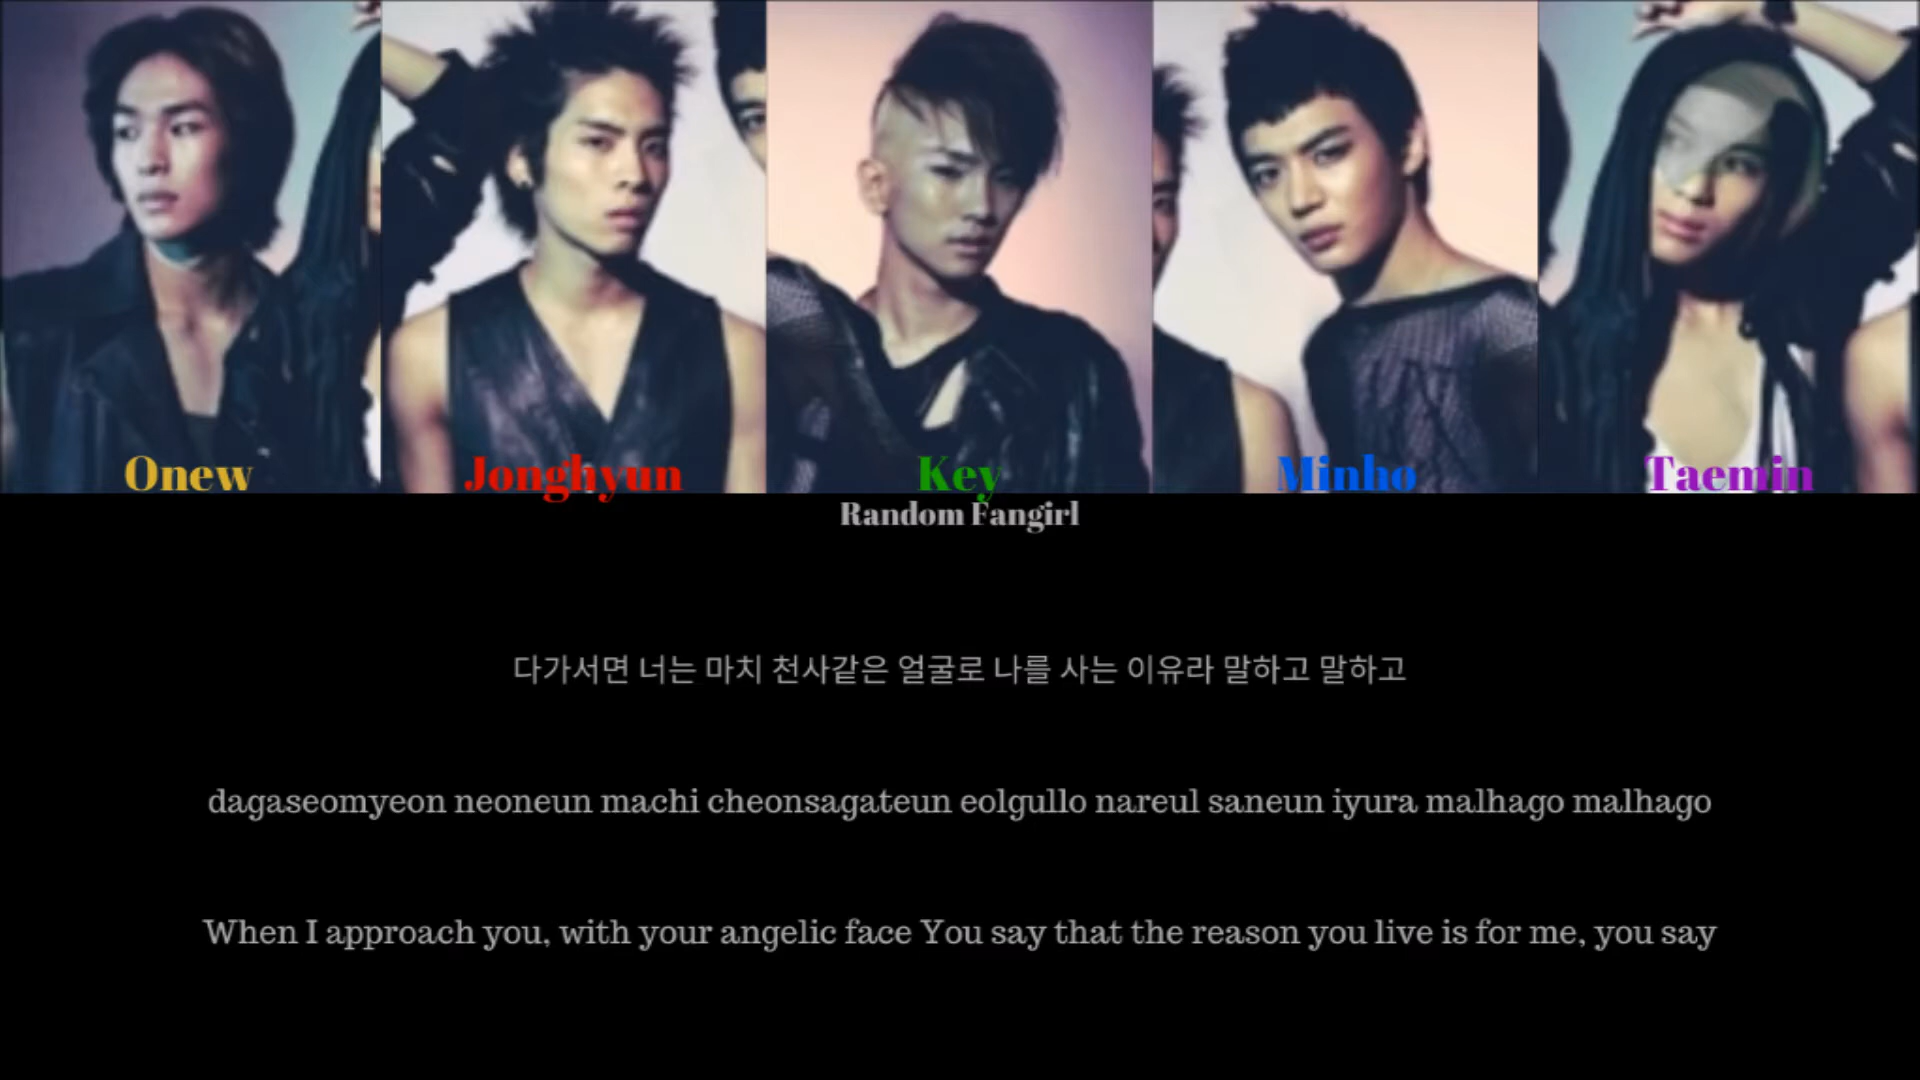 Onew Jonghyun Key Minho Taemin
Random Fangirl
다가서면 너는 마치 천사같은 얼굴로 나를 사는 이유라 말하고 말하고
dagaseomyeon neoneun machi cheonsagateun eolgullo nareul saneun iyura malhago malhago
When I approach you, with your angelic face You say that the reason you live is for me, you say